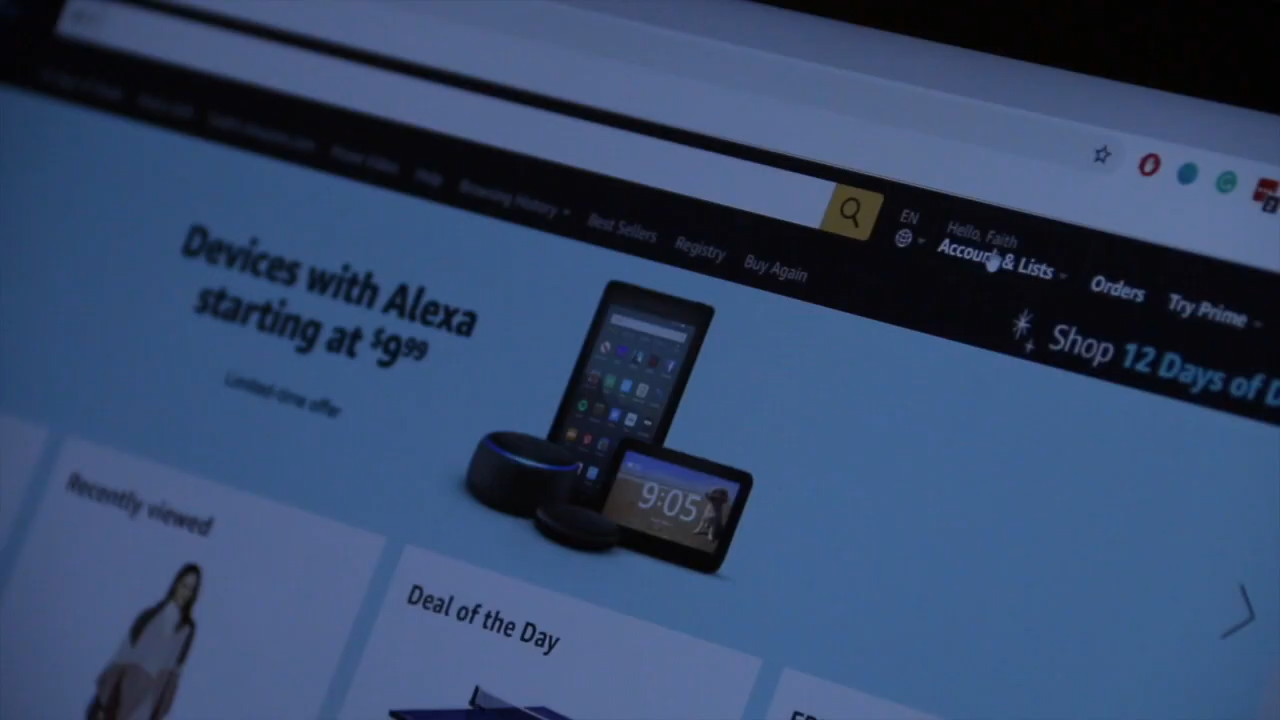 EN
Hello, Faith
Account & Lists
Orders
Try Prime
Help
Browsing History
Best Sellers
Registry
Buy Again
Shop 12 Days of D
Devices with Alexa
starting at $9.99
Limited-time offer
9:05
Recently viewed
Deal of the Day